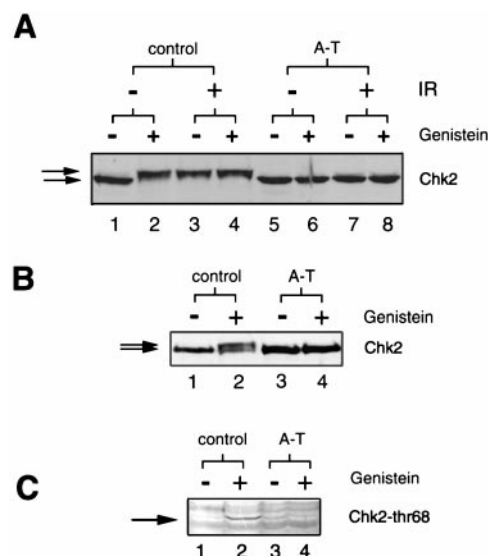 A
control A-T
- + - + IR
- + - + - + - + Genistein
Chk2
1 2 3 4 5 6 7 8
B
control A-T
- + - + Genistein
Chk2
1 2 3 4
C
control A-T
- + - + Genistein
Chk2-thr68
1 2 3 4